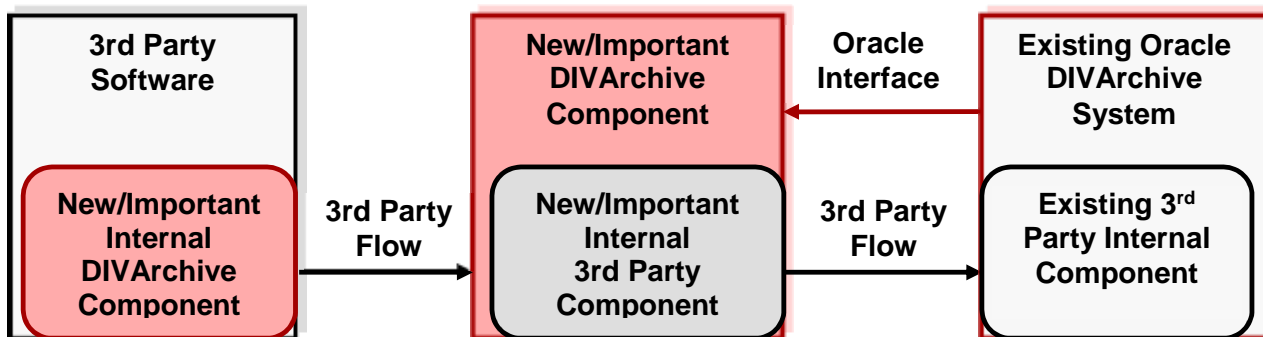 3rd Party
Software
New/Important
Internal
DIVArchive
Component
3rd Party
Flow
New/Important
DIVArchive
Component
New/Important
Internal
3rd Party
Component
Oracle
Interface
3rd Party
Flow
Existing Oracle
DIVArchive
System
Existing 3rd
Party Internal
Component